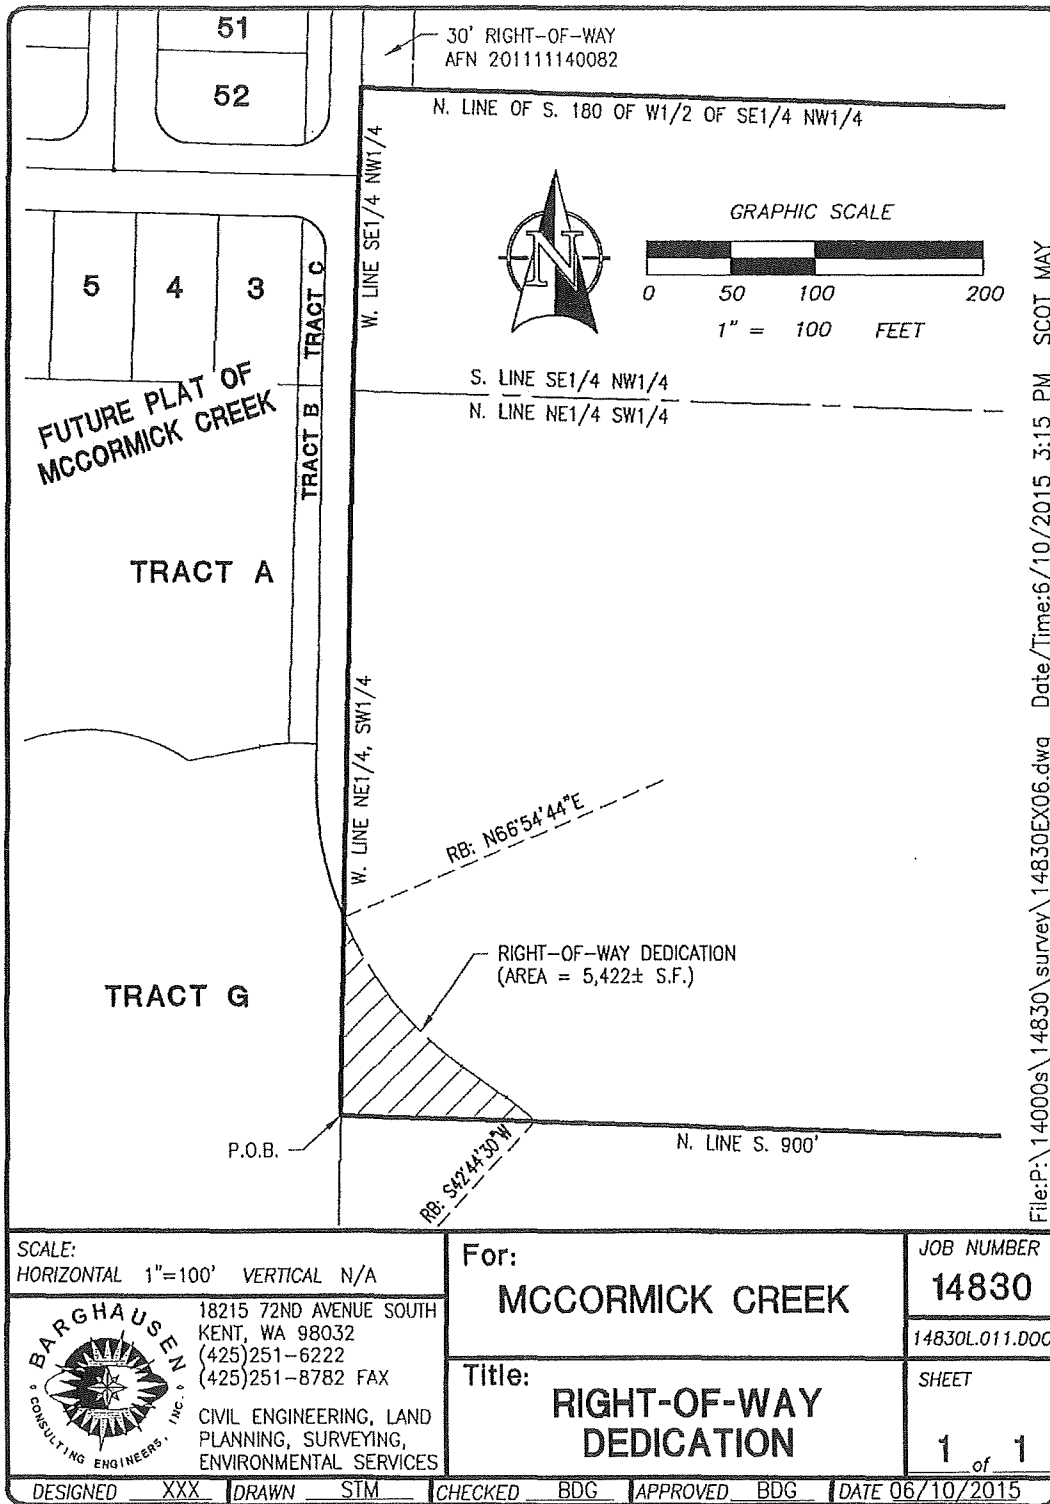 51
52
30' RIGHT-OF-WAY
AFN 201111140082
N. LINE OF S. 180 OF W1/2 OF SE1/4 NW1/4
W. LINE SE1/4 NW1/4
GRAPHIC SCALE
0 50 100 200
1" = 100 FEET
N
5
4
3
TRACT C
TRACT B
FUTURE PLAT OF
MCCORMICK CREEK
S. LINE SE1/4 NW1/4
N. LINE NE1/4 SW1/4
TRACT A
W. LINE NE1/4, SW1/4
RB: N66°54'44"E
RIGHT-OF-WAY DEDICATION
(AREA = 5,422± S.F.)
TRACT G
P.O.B.
N. LINE S. 900'
RB: S42°44'30"W
File:P:\14000s\14830\survey\14830EX06.dwg Date/Time:6/10/2015 3:15 PM SCOT MAY
SCALE:
HORIZONTAL 1"=100' VERTICAL N/A
BARGHAUSEN
CONSULTING ENGINEERS, INC.
18215 72ND AVENUE SOUTH
KENT, WA 98032
(425)251-6222
(425)251-8782 FAX
CIVIL ENGINEERING, LAND
PLANNING, SURVEYING,
ENVIRONMENTAL SERVICES
For:
MCCORMICK CREEK
Title:
RIGHT-OF-WAY
DEDICATION
JOB NUMBER
14830
14830L.011.DOC
SHEET
1 of 1
DESIGNED XXX DRAWN STM CHECKED BDG APPROVED BDG DATE 06/10/2015